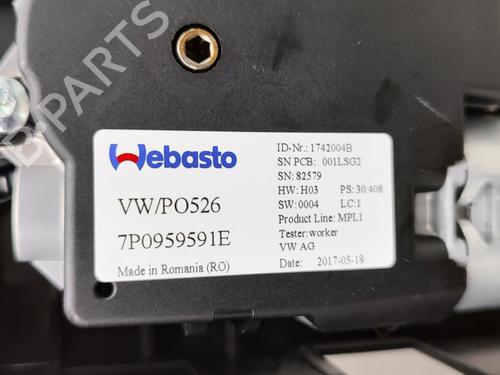 Webasto
VW/PO526
7P0959591E
Made in Romania (RO)
ID-Nr.: 1742004B
SN PCB: 001LSG2
SN: 82579
HW: H03 PS: 30.408
SW: 0004 LC: 1
Product Line: MPL1
Tester: worker
VW AG
Date: 2017-05-18
B-PARTS